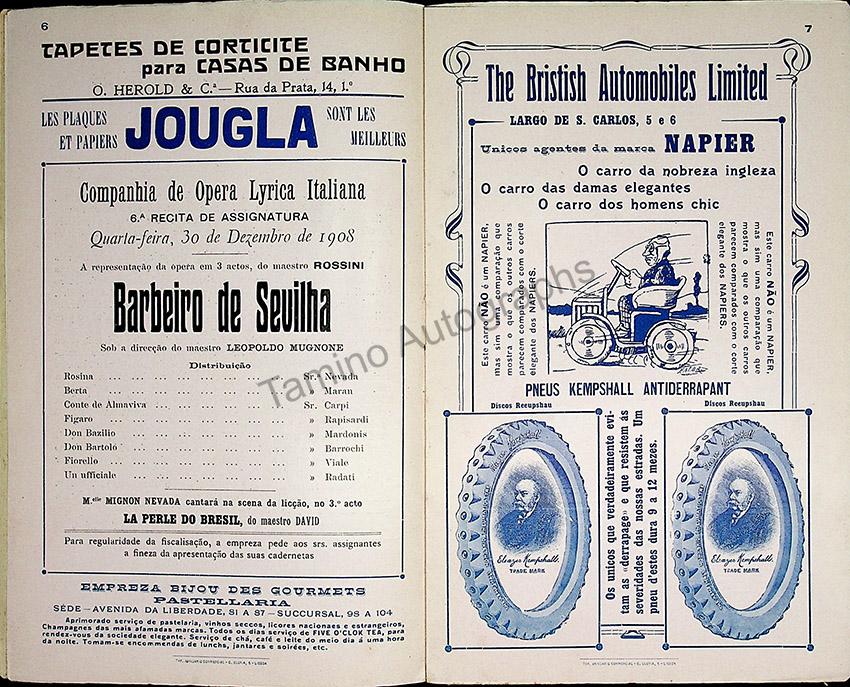 6
TAPETES DE CORTICITE
para CASAS DE BANHO
O. HEROLD & C.ª — Rua da Prata, 14, 1.º
LES PLAQUES
ET PAPIERS
JOUGLA
SONT LES
MEILLEURS
Companhia de Opera Lyrica Italiana
6.ª RECITA DE ASSIGNATURA
Quarta-feira, 30 de Dezembro de 1908
A representação da opera em 3 actos, do maestro ROSSINI
Barbeiro de Sevilha
Sob a direcção do maestro LEOPOLDO MUGNONE
Distribuição
Rosina ... ... ... ... ... ... ... Sr.ª Nevada
Berta ... ... ... ... ... ... ... » Maran
Conte de Almaviva ... ... ... ... ... Sr. Carpi
Figaro ... ... ... ... ... ... ... » Rapisardi
Don Bazilio ... ... ... ... ... ... » Mardonis
Don Bartolo ... ... ... ... ... ... » Barrochi
Fiorello ... ... ... ... ... ... ... » Viale
Un ufficiale ... ... ... ... ... ... » Radati
M.elle MIGNON NEVADA cantará na scena da licção, no 3.º acto
LA PERLE DO BRESIL, do maestro DAVID
Para regularidade da fiscalisação, a empreza pede aos srs. assignantes
a fineza da apresentação das suas cadernetas
EMPREZA BIJOU DES GOURMETS
PASTELLARIA
SÉDE — AVENIDA DA LIBERDADE, 81 A 87 — SUCCURSAL, 98 A 104
Aprimorado serviço de pastelaria, vinhos seccos, licores nacionaes e estrangeiros,
Champagnes das mais afamadas marcas. Todos os dias serviço de FIVE O'CLOX TEA, para
rendez-vous da sociedade elegante. Serviço de chá, café e leite do meio dia á uma hora
da noite. Tomam-se encommendas de lunchs, jantares e soirées, etc.
7
The Bristish Automobiles Limited
LARGO DE S. CARLOS, 5 e 6
Unicos agentes da marca NAPIER
O carro da nobreza ingleza
O carro das damas elegantes
O carro dos homens chic
Este carro NÃO é um NAPIER,
mas sim uma comparação que
mostra o que os outros carros
parecem comparados com o corte
elegante dos NAPIERS.
Este carro NÃO é um NAPIER
mas sim uma comparação que
mostra o que os outros carros
parecem comparados com o corte
elegante dos NAPIERS.
PNEUS KEMPSHALL ANTIDERRAPANT
Discos Recupshau
Eleazer Kempshall.
TRADE MARK
Os unicos que verdadeiramente evi-
tam as «derrapage» e que resistem ás
severidades das nossas estradas. Um
pneu d'estes dura 9 a 12 mezes.
Discos Recupshau
Eleazer Kempshall.
TRADE MARK
Tamino Autographs